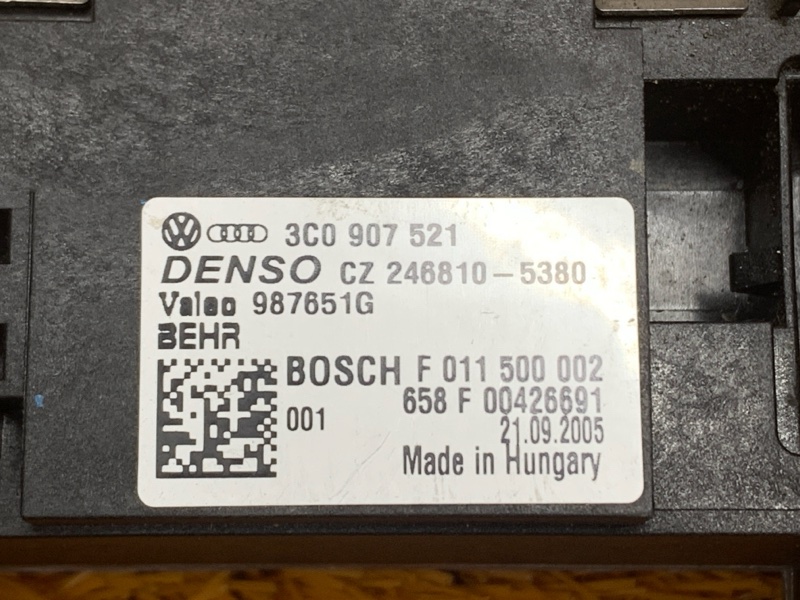 3C0 907 521
DENSO CZ 246810-5380
Valeo 987651G
BEHR
BOSCH F 011 500 002
001 658 F 00426691
21.09.2005
Made in Hungary